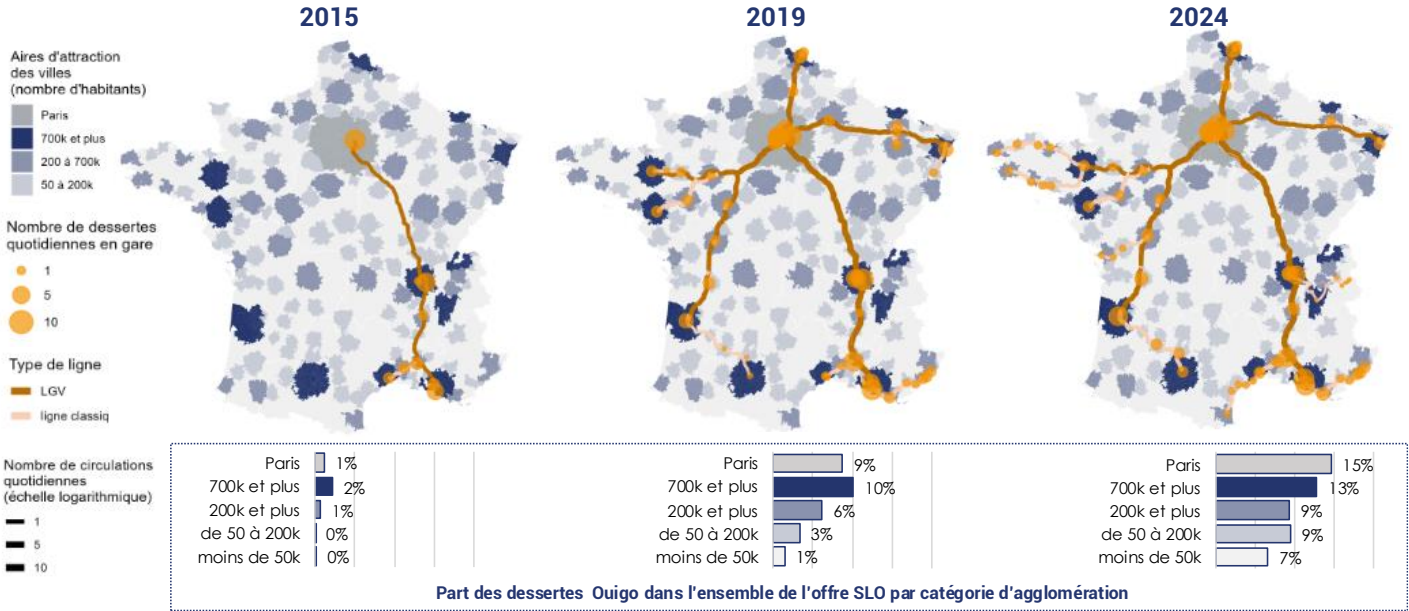 2015
2019
2024
Aires d'attraction
des villes
(nombre d'habitants)
Paris
700k et plus
200 à 700k
50 à 200k
Nombre de dessertes
quotidiennes en gare
1
5
10
Type de ligne
LGV
ligne classiq
Nombre de circulations
quotidiennes
(échelle logarithmique)
1
5
10
Paris 1%
700k et plus 2%
200k et plus 1%
de 50 à 200k 0%
moins de 50k 0%
Paris 9%
700k et plus 10%
200k et plus 6%
de 50 à 200k 3%
moins de 50k 1%
Paris 15%
700k et plus 13%
200k et plus 9%
de 50 à 200k 9%
moins de 50k 7%
Part des dessertes Ouigo dans l'ensemble de l'offre SLO par catégorie d'agglomération